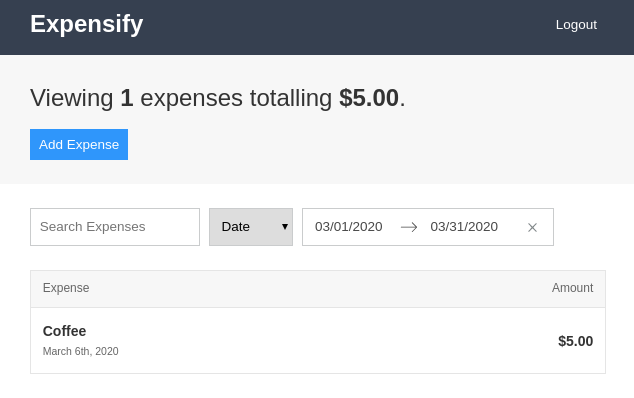 Expensify Logout
Viewing 1 expenses totalling $5.00.
Add Expense
Search Expenses Date 03/01/2020 03/31/2020
Expense Amount
Coffee $5.00
March 6th, 2020